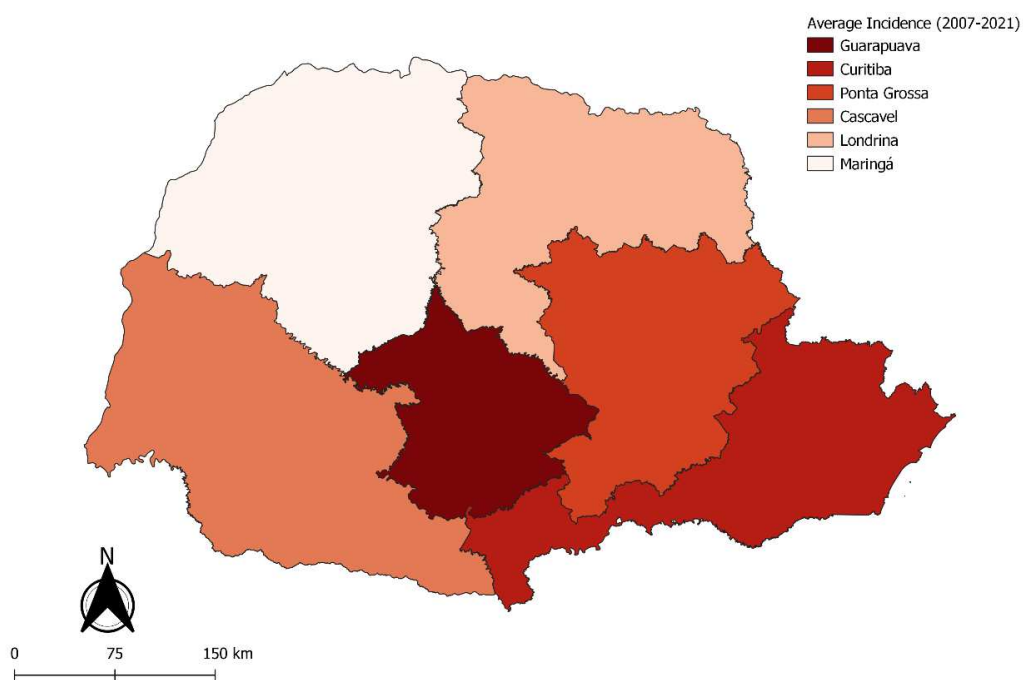 Average Incidence (2007-2021)
Guarapuava
Curitiba
Ponta Grossa
Cascavel
Londrina
Maringá
N
0 75 150 km